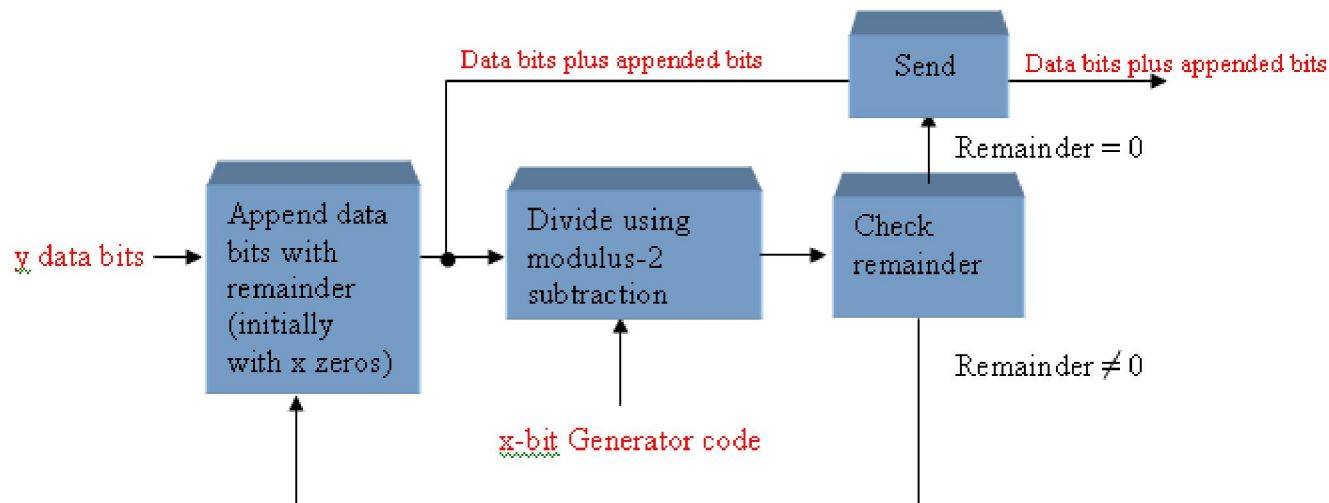 Data bits plus appended bits
Send
Data bits plus appended bits
Remainder = 0
y data bits
Append data
bits with
remainder
(initially
with x zeros)
Divide using
modulus-2
subtraction
Check
remainder
Remainder ≠ 0
x-bit Generator code